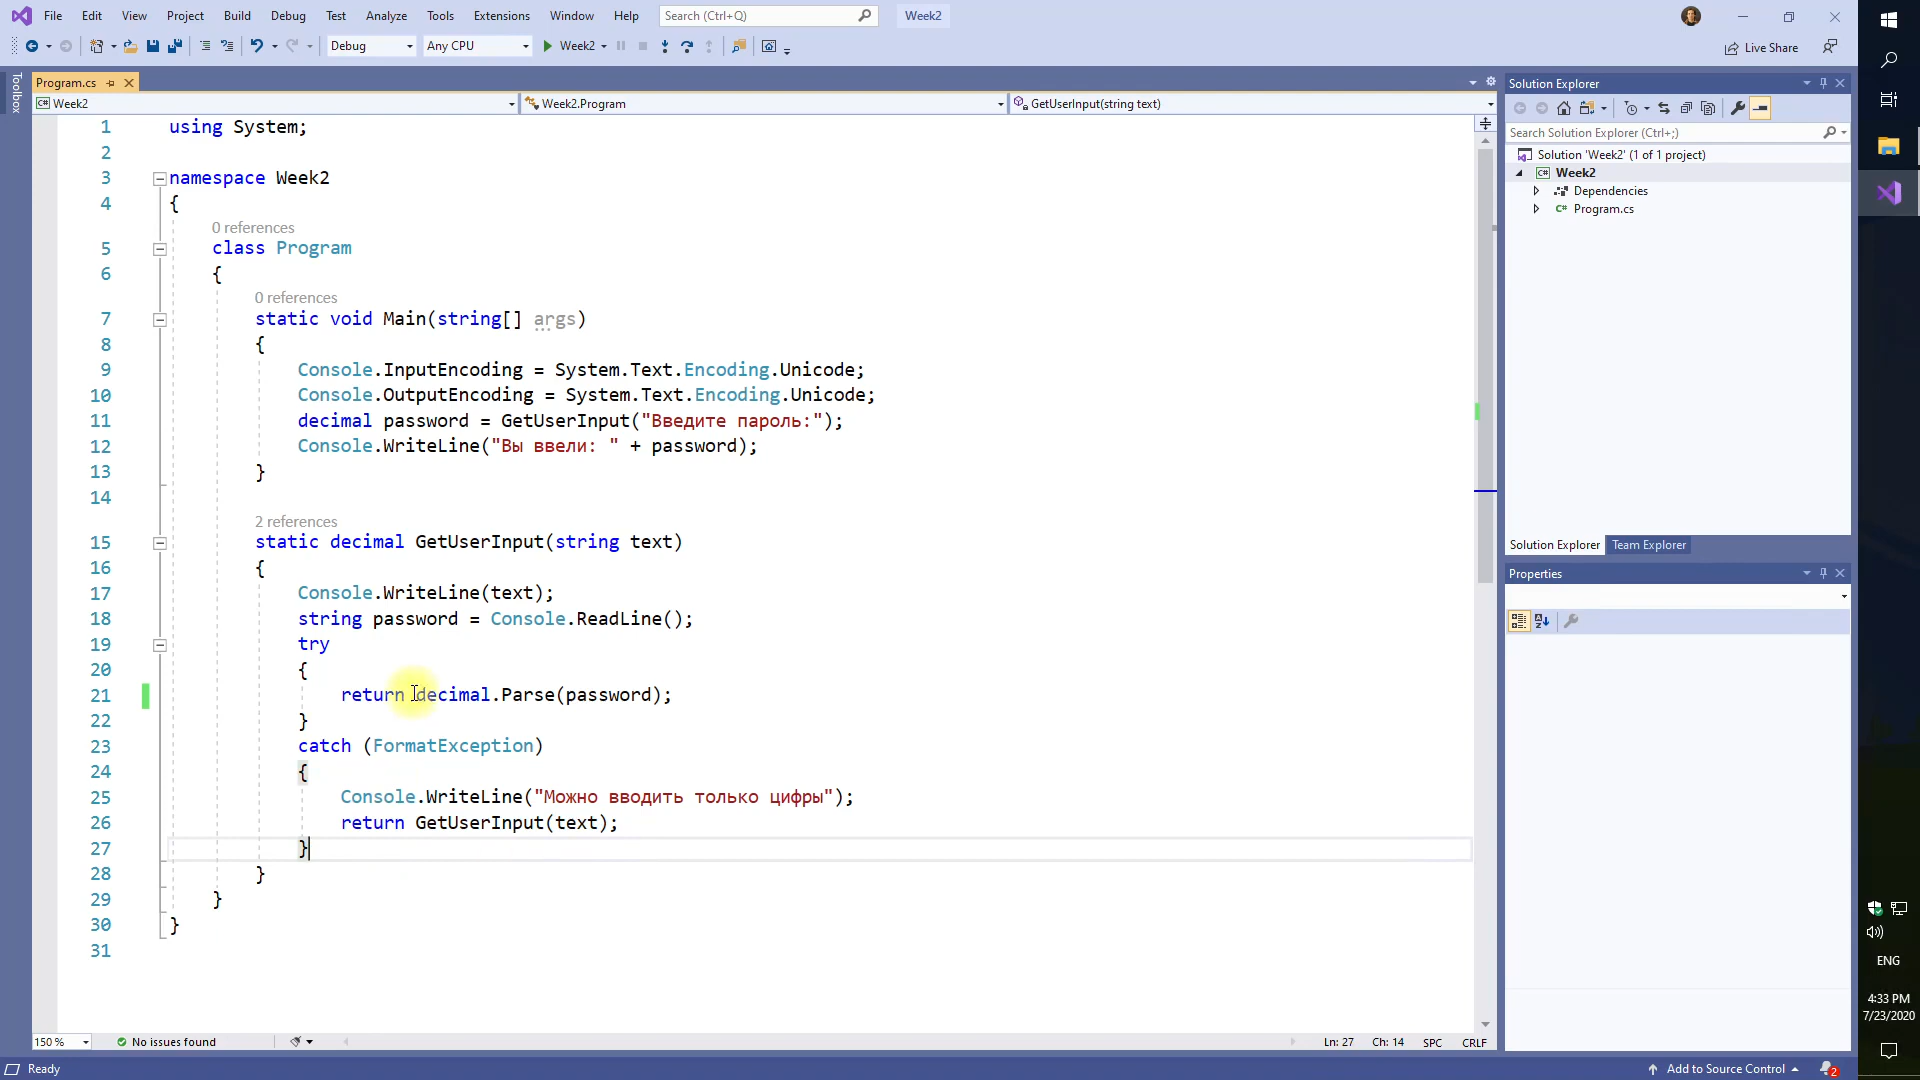 File Edit View Project Build Debug Test Analyze Tools Extensions Window Help Search (Ctrl+Q) Week2
Debug Any CPU Week2 Live Share
Toolbox
Program.cs
Week2 Week2.Program GetUserInput(string text)
1 using System;
2
3 namespace Week2
4 {
0 references
5 class Program
6 {
0 references
7 static void Main(string[] args)
8 {
9 Console.InputEncoding = System.Text.Encoding.Unicode;
10 Console.OutputEncoding = System.Text.Encoding.Unicode;
11 decimal password = GetUserInput("Введите пароль:");
12 Console.WriteLine("Вы ввели: " + password);
13 }
14
2 references
15 static decimal GetUserInput(string text)
16 {
17 Console.WriteLine(text);
18 string password = Console.ReadLine();
19 try
20 {
21 return decimal.Parse(password);
22 }
23 catch (FormatException)
24 {
25 Console.WriteLine("Можно вводить только цифры");
26 return GetUserInput(text);
27 }
28 }
29 }
30 }
31
150 % No issues found Ln: 27 Ch: 14 SPC CRLF
Ready Add to Source Control 2
Solution Explorer
Search Solution Explorer (Ctrl+;)
Solution 'Week2' (1 of 1 project)
C# Week2
Dependencies
C# Program.cs
Solution Explorer Team Explorer
Properties
ENG
4:33 PM
7/23/2020